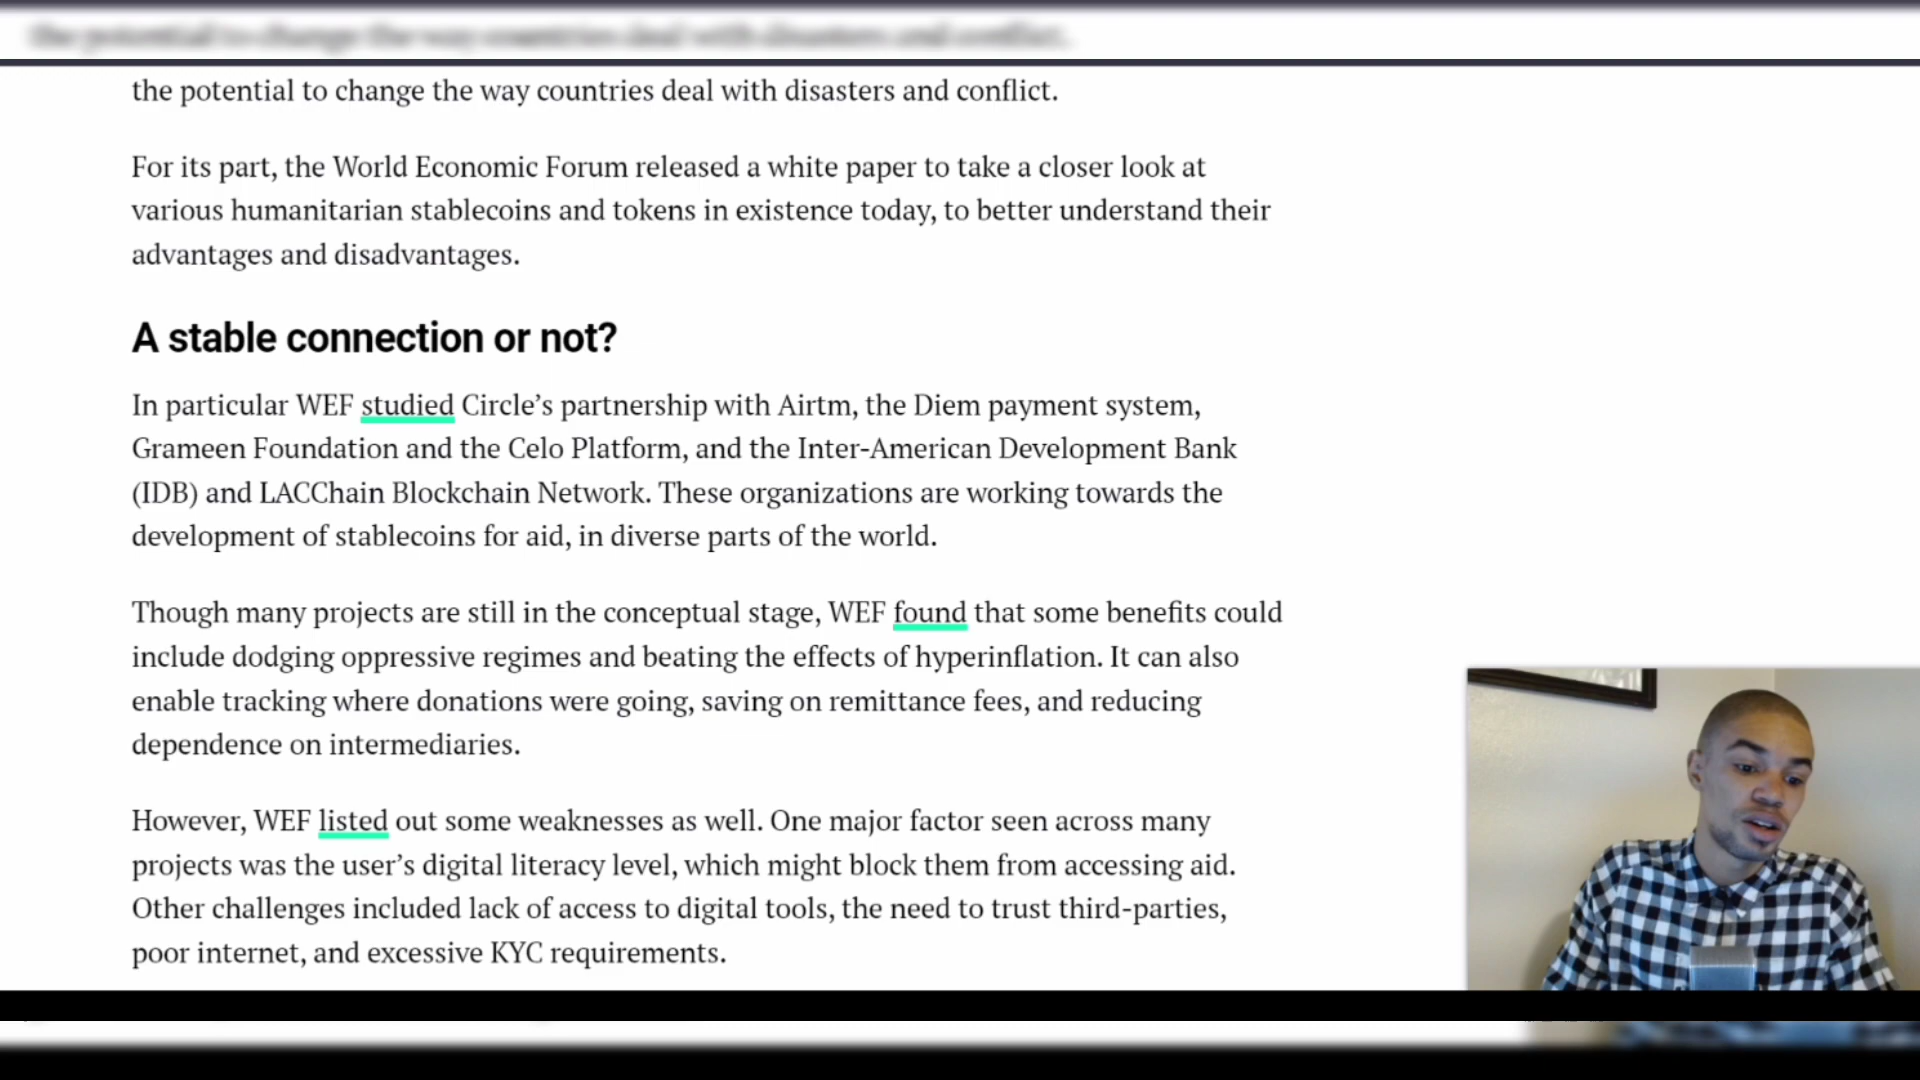 the potential to change the way countries deal with disasters and conflict.
the potential to change the way countries deal with disasters and conflict.
For its part, the World Economic Forum released a white paper to take a closer look at
various humanitarian stablecoins and tokens in existence today, to better understand their
advantages and disadvantages.
A stable connection or not?
In particular WEF studied Circle’s partnership with Airtm, the Diem payment system,
Grameen Foundation and the Celo Platform, and the Inter-American Development Bank
(IDB) and LACChain Blockchain Network. These organizations are working towards the
development of stablecoins for aid, in diverse parts of the world.
Though many projects are still in the conceptual stage, WEF found that some benefits could
include dodging oppressive regimes and beating the effects of hyperinflation. It can also
enable tracking where donations were going, saving on remittance fees, and reducing
dependence on intermediaries.
However, WEF listed out some weaknesses as well. One major factor seen across many
projects was the user’s digital literacy level, which might block them from accessing aid.
Other challenges included lack of access to digital tools, the need to trust third-parties,
poor internet, and excessive KYC requirements.